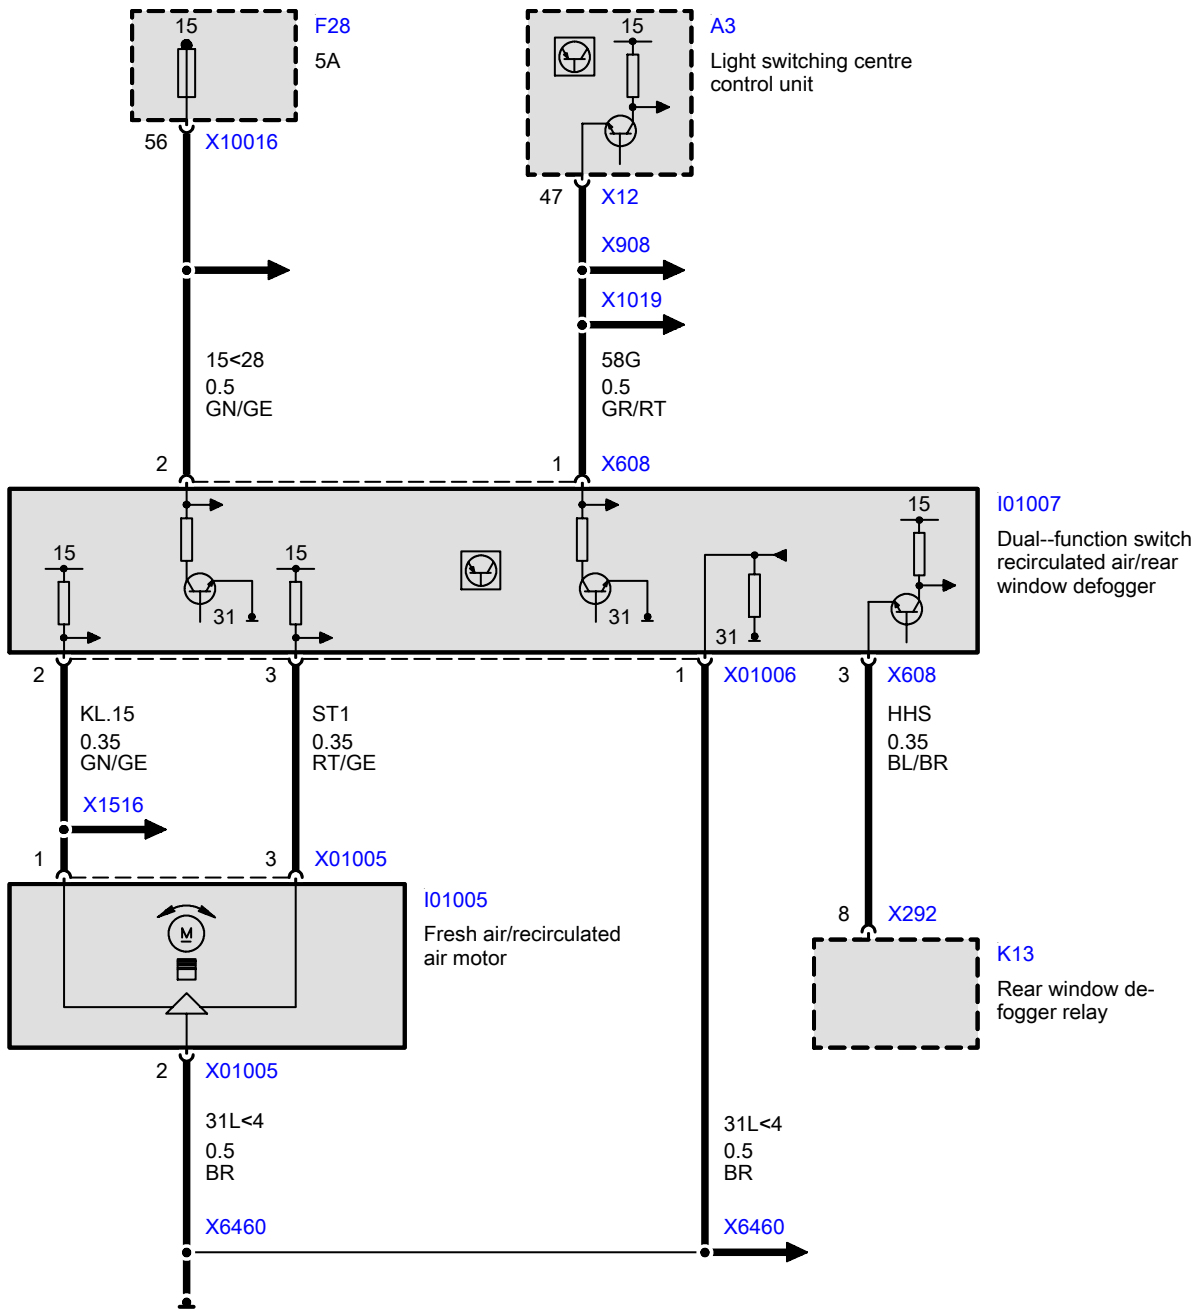 15
F28
5A
15
A3
Light switching centre
control unit
56
X10016
47
X12
X908
X1019
15<28
0.5
GN/GE
58G
0.5
GR/RT
2
1
X608
15
I01007
Dual--function switch
recirculated air/rear
window defogger
15
15
31
31
31
2
3
1
X01006
3
X608
KL.15
0.35
GN/GE
ST1
0.35
RT/GE
HHS
0.35
BL/BR
X1516
1
3
X01005
I01005
Fresh air/recirculated
air motor
M
8
X292
K13
Rear window de-
fogger relay
2
X01005
31L<4
0.5
BR
31L<4
0.5
BR
X6460
X6460